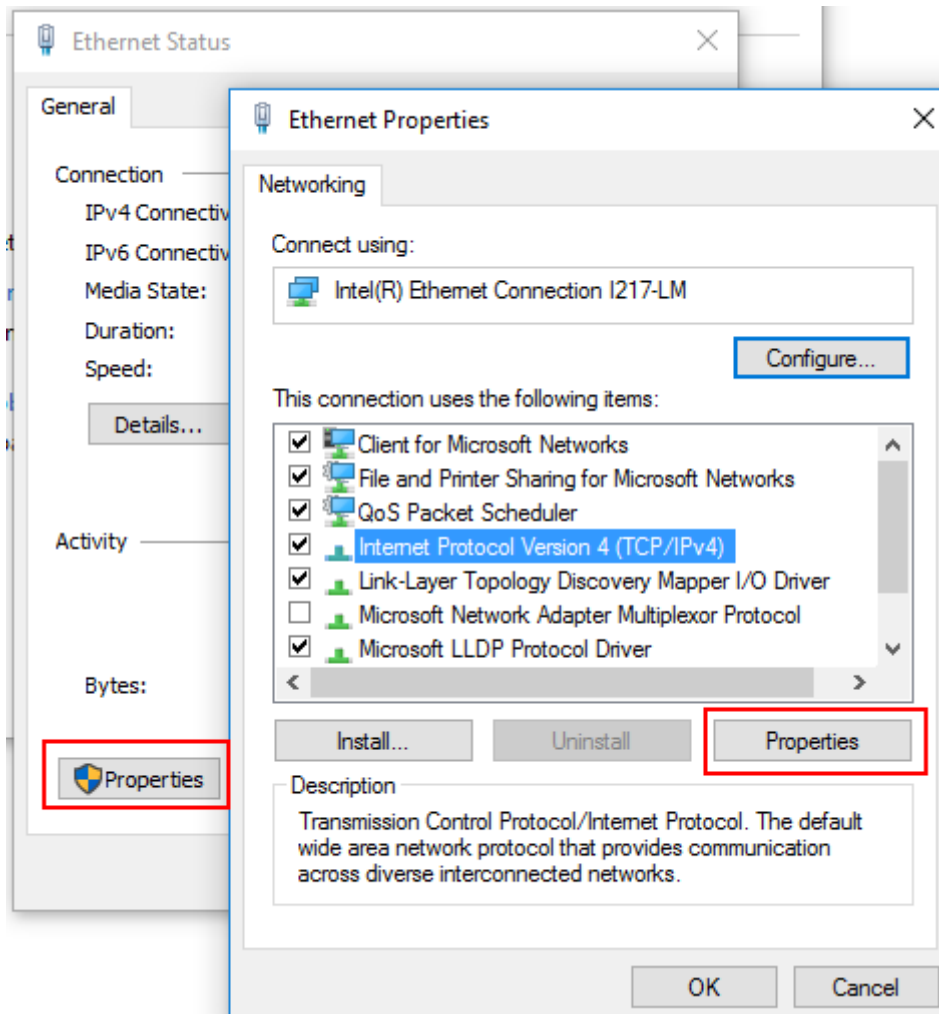 Ethernet Status
General
Connection
IPv4 Connectiv
IPv6 Connectiv
Media State:
Duration:
Speed:
Details...
Activity
Bytes:
Properties
Ethernet Properties
Networking
Connect using:
Intel(R) Ethernet Connection I217-LM
Configure...
This connection uses the following items:
Client for Microsoft Networks
File and Printer Sharing for Microsoft Networks
QoS Packet Scheduler
Internet Protocol Version 4 (TCP/IPv4)
Link-Layer Topology Discovery Mapper I/O Driver
Microsoft Network Adapter Multiplexor Protocol
Microsoft LLDP Protocol Driver
Install...
Uninstall
Properties
Description
Transmission Control Protocol/Internet Protocol. The default
wide area network protocol that provides communication
across diverse interconnected networks.
OK
Cancel